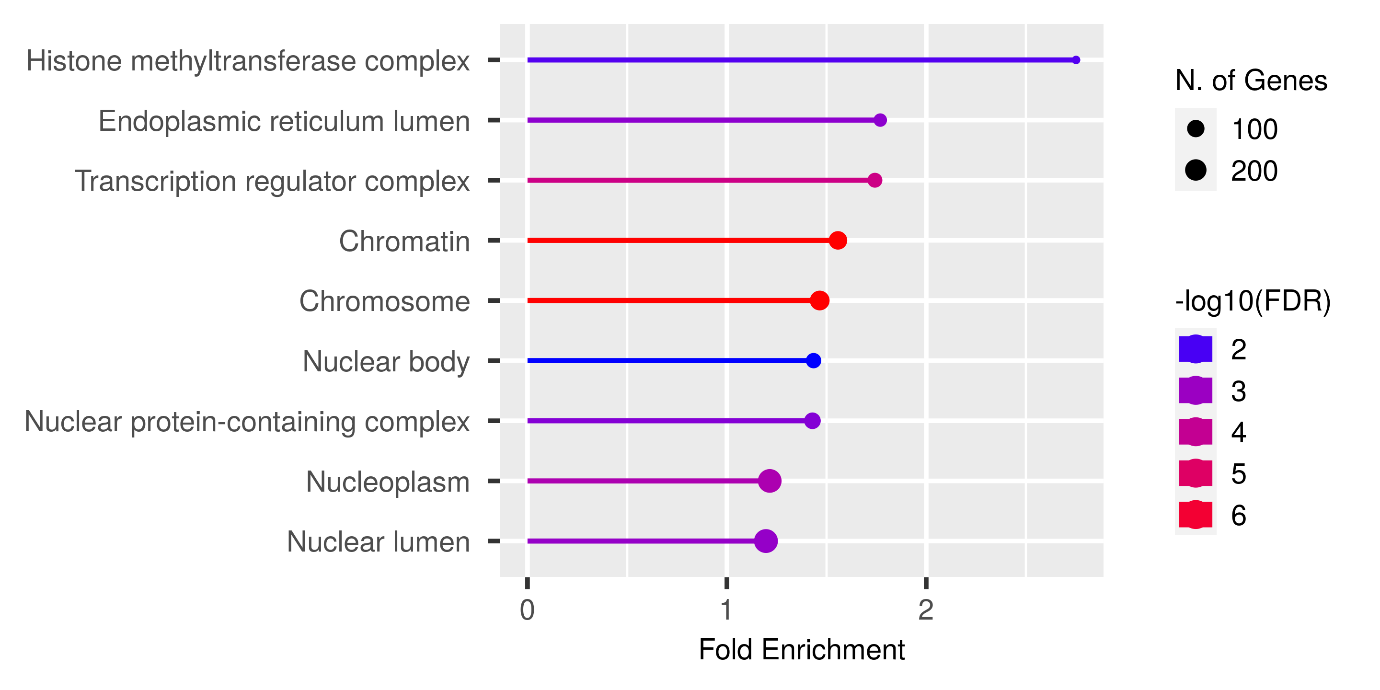 Histone methyltransferase complex
Endoplasmic reticulum lumen
Transcription regulator complex
Chromatin
Chromosome
Nuclear body
Nuclear protein-containing complex
Nucleoplasm
Nuclear lumen
0 1 2
Fold Enrichment
N. of Genes
100
200
-log10(FDR)
2
3
4
5
6